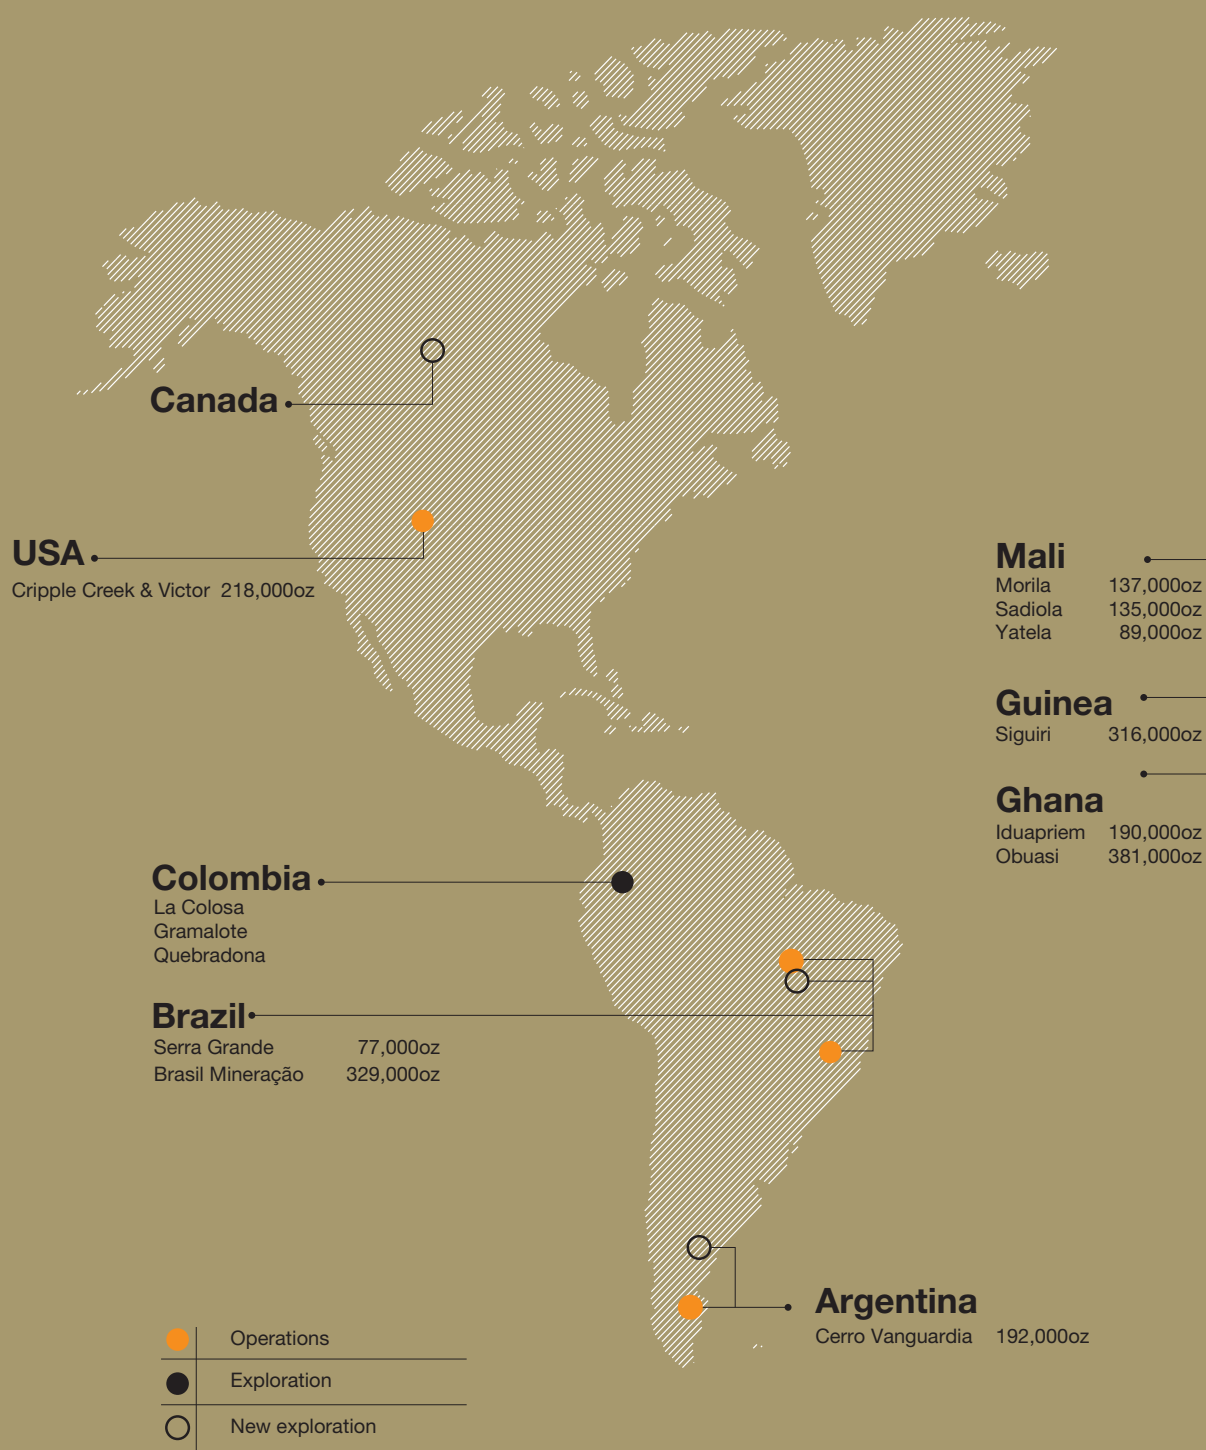 Canada
USA
Cripple Creek & Victor 218,000oz
Mali
Morila 137,000oz
Sadiola 135,000oz
Yatela 89,000oz
Guinea
Siguiri 316,000oz
Ghana
Iduapriem 190,000oz
Obuasi 381,000oz
Colombia
La Colosa
Gramalote
Quebradona
Brazil
Serra Grande 77,000oz
Brasil Mineração 329,000oz
Argentina
Cerro Vanguardia 192,000oz
Operations
Exploration
New exploration